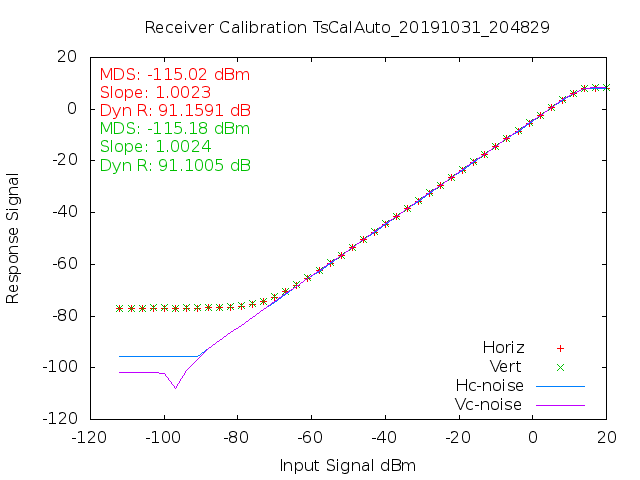 Receiver Calibration TsCalAuto_20191031_204829
20
0
-20
-40
-60
-80
-100
-120
Response Signal
MDS: -115.02 dBm
Slope: 1.0023
Dyn R: 91.1591 dB
MDS: -115.18 dBm
Slope: 1.0024
Dyn R: 91.1005 dB
Horiz
Vert
Hc-noise
Vc-noise
-120 -100 -80 -60 -40 -20 0 20
Input Signal dBm